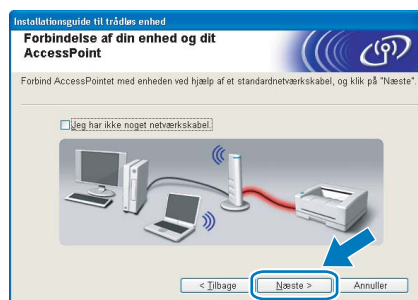 Installationsguide til trådløs enhed
Forbindelse af din enhed og dit
AccessPoint
Forbind AccessPointet med enheden ved hjælp af et standardnetværkskabel, og klik på "Næste".
Jeg har ikke noget netværkskabel.
< Tilbage
Næste >
Annuller